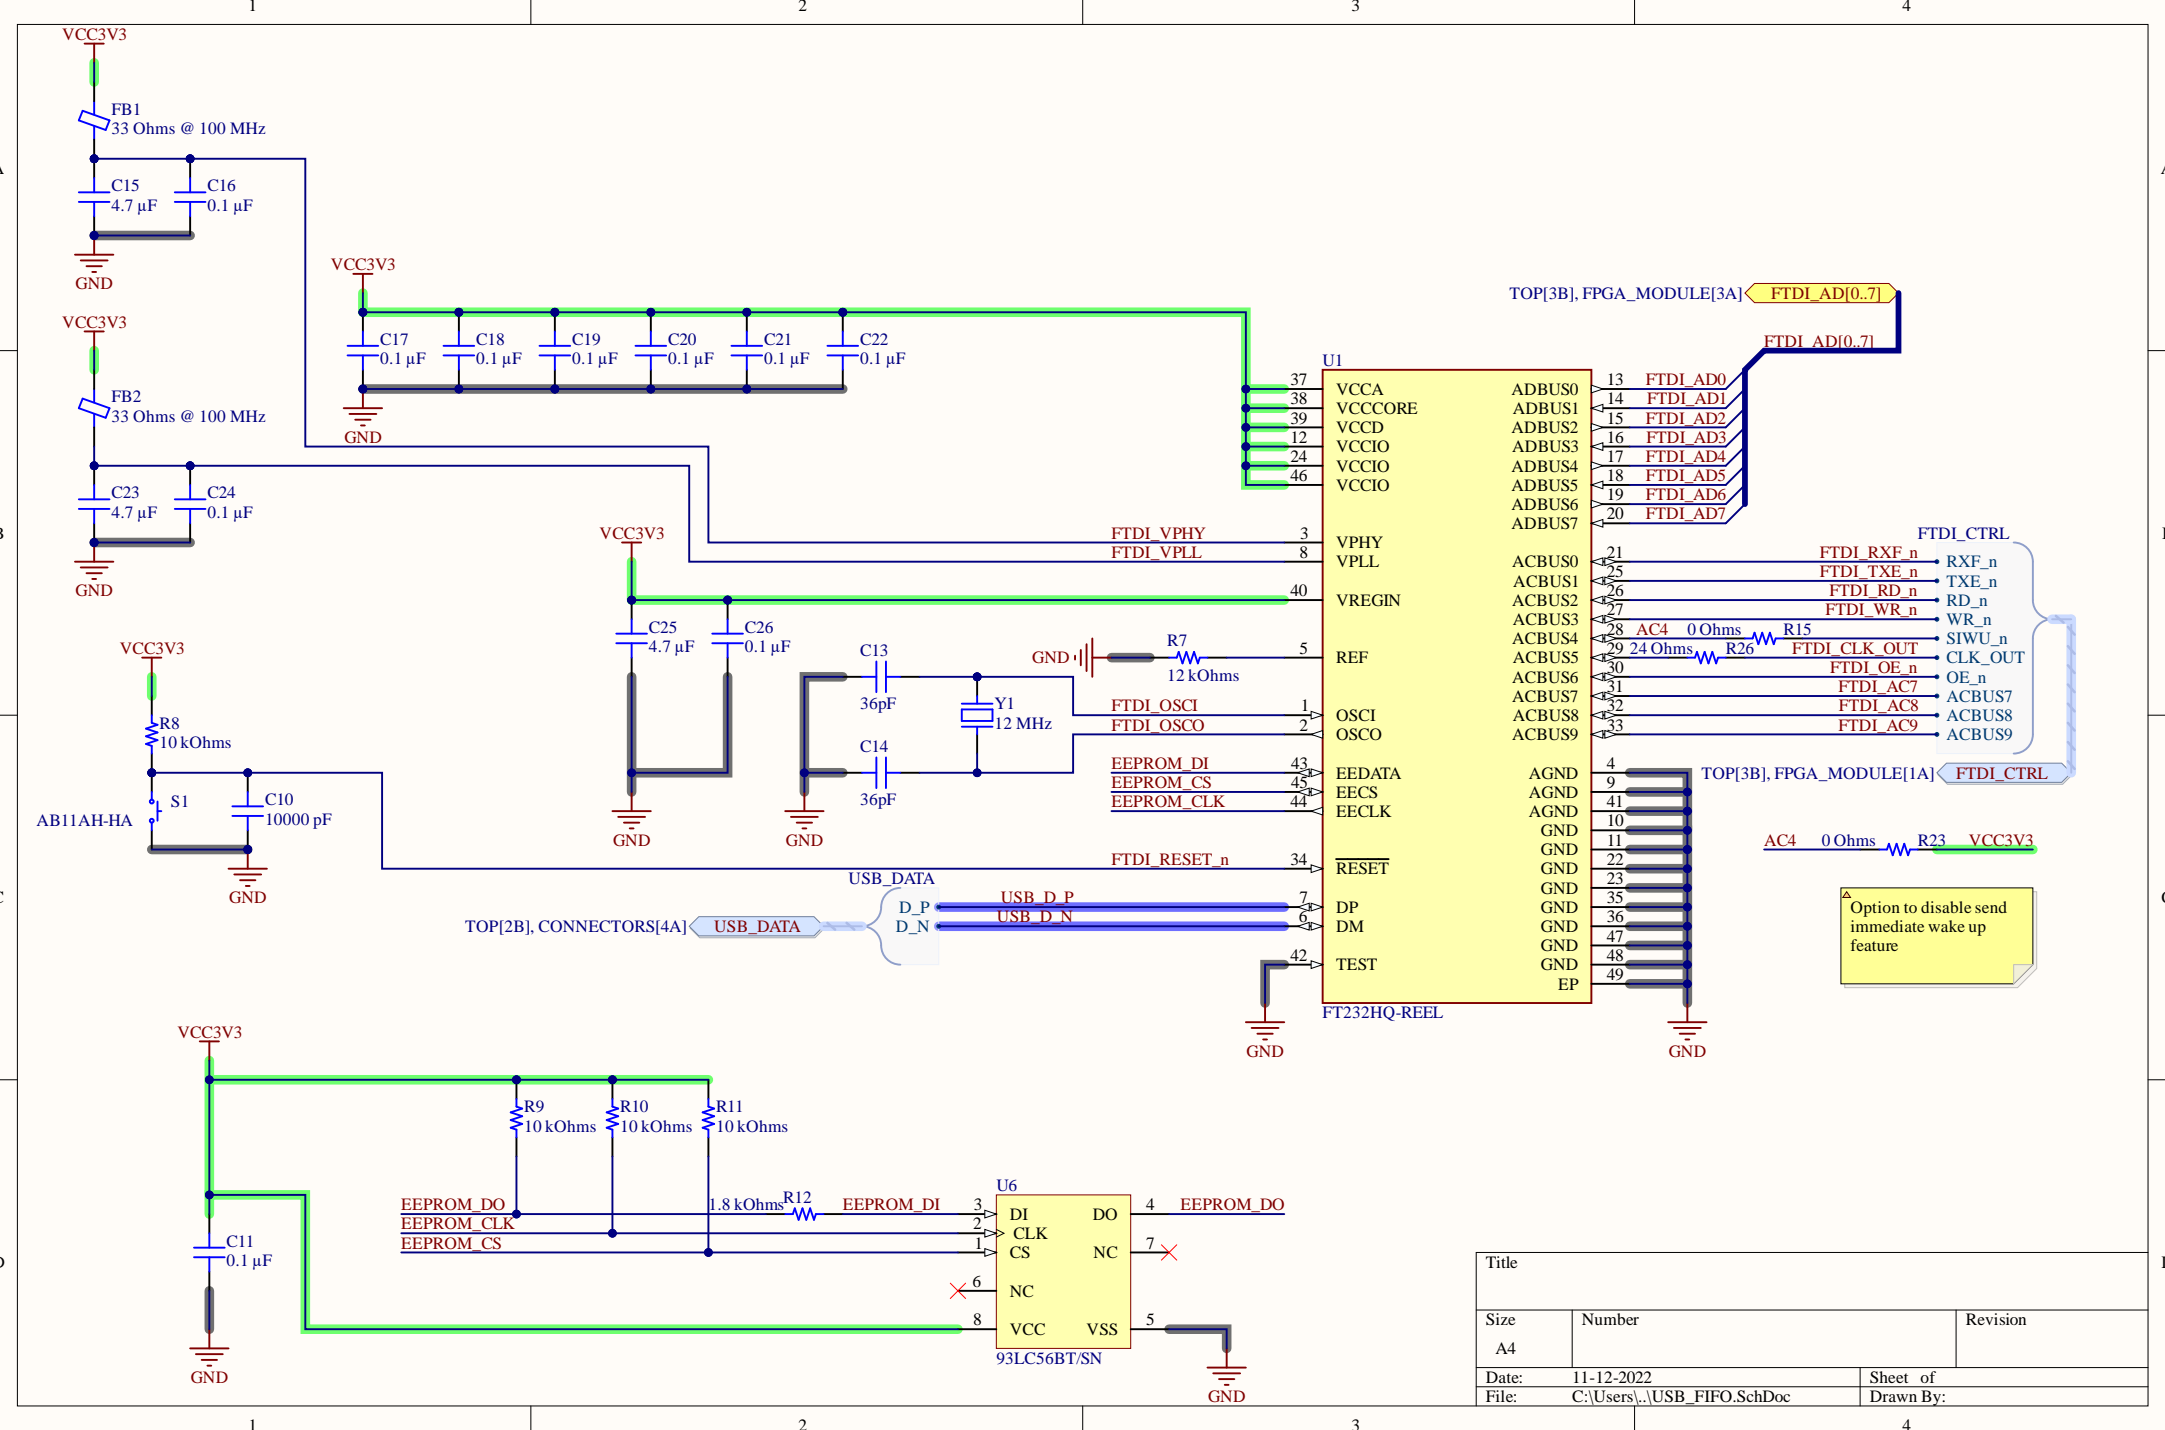 1 2 3 4
VCC3V3
FB1
33 Ohms @ 100 MHz
C15
4.7 µF
C16
0.1 µF
GND
VCC3V3
FB2
33 Ohms @ 100 MHz
C23
4.7 µF
C24
0.1 µF
GND
VCC3V3
C17
0.1 µF
C18
0.1 µF
C19
0.1 µF
C20
0.1 µF
C21
0.1 µF
C22
0.1 µF
GND
VCC3V3
C25
4.7 µF
C26
0.1 µF
GND
VCC3V3
R8
10 kOhms
S1
AB11AH-HA
C10
10000 pF
GND
C13
36pF
C14
36pF
GND
Y1
12 MHz
GND
R7
12 kOhms
FTDI_VPHY
FTDI_VPLL
FTDI_OSCI
FTDI_OSCO
EEPROM_DI
EEPROM_CS
EEPROM_CLK
FTDI_RESET_n
USB_DATA
TOP[2B], CONNECTORS[4A]
USB_DATA
D_P
D_N
USB_D_P
USB_D_N
GND
U1
37 VCCA
38 VCCCORE
39 VCCD
12 VCCIO
24 VCCIO
46 VCCIO
3 VPHY
8 VPLL
40 VREGIN
5 REF
1 OSCI
2 OSCO
43 EEDATA
45 EECS
44 EECLK
34 RESET
7 DP
6 DM
42 TEST
FT232HQ-REEL
ADBUS0 13 FTDI_AD0
ADBUS1 14 FTDI_AD1
ADBUS2 15 FTDI_AD2
ADBUS3 16 FTDI_AD3
ADBUS4 17 FTDI_AD4
ADBUS5 18 FTDI_AD5
ADBUS6 19 FTDI_AD6
ADBUS7 20 FTDI_AD7
ACBUS0 21 FTDI_RXF_n RXF_n
ACBUS1 25 FTDI_TXE_n TXE_n
ACBUS2 26 FTDI_RD_n RD_n
ACBUS3 27 FTDI_WR_n WR_n
ACBUS4 28 AC4 0 Ohms R15 SIWU_n
ACBUS5 29 24 Ohms R26 FTDI_CLK_OUT CLK_OUT
ACBUS6 30 FTDI_OE_n OE_n
ACBUS7 31 FTDI_AC7 ACBUS7
ACBUS8 32 FTDI_AC8 ACBUS8
ACBUS9 33 FTDI_AC9 ACBUS9
AGND 4
AGND 9
AGND 41
GND 10
GND 11
GND 22
GND 23
GND 35
GND 36
GND 47
GND 48
EP 49
GND
TOP[3B], FPGA_MODULE[3A]
FTDI_AD[0..7]
FTDI_AD[0..7]
FTDI_CTRL
TOP[3B], FPGA_MODULE[1A]
FTDI_CTRL
AC4 0 Ohms R23 VCC3V3
Option to disable send
immediate wake up
feature
VCC3V3
R9
10 kOhms
R10
10 kOhms
R11
10 kOhms
C11
0.1 µF
GND
EEPROM_DO 1.8 kOhms R12 EEPROM_DI
EEPROM_CLK
EEPROM_CS
U6
3 DI
2 CLK
1 CS
6 NC
8 VCC
DO 4 EEPROM_DO
NC 7
VSS 5
93LC56BT/SN
GND
Title
Size
A4
Number
Revision
Date: 11-12-2022
Sheet of
File: C:\Users\..\USB_FIFO.SchDoc
Drawn By:
1 2 3 4